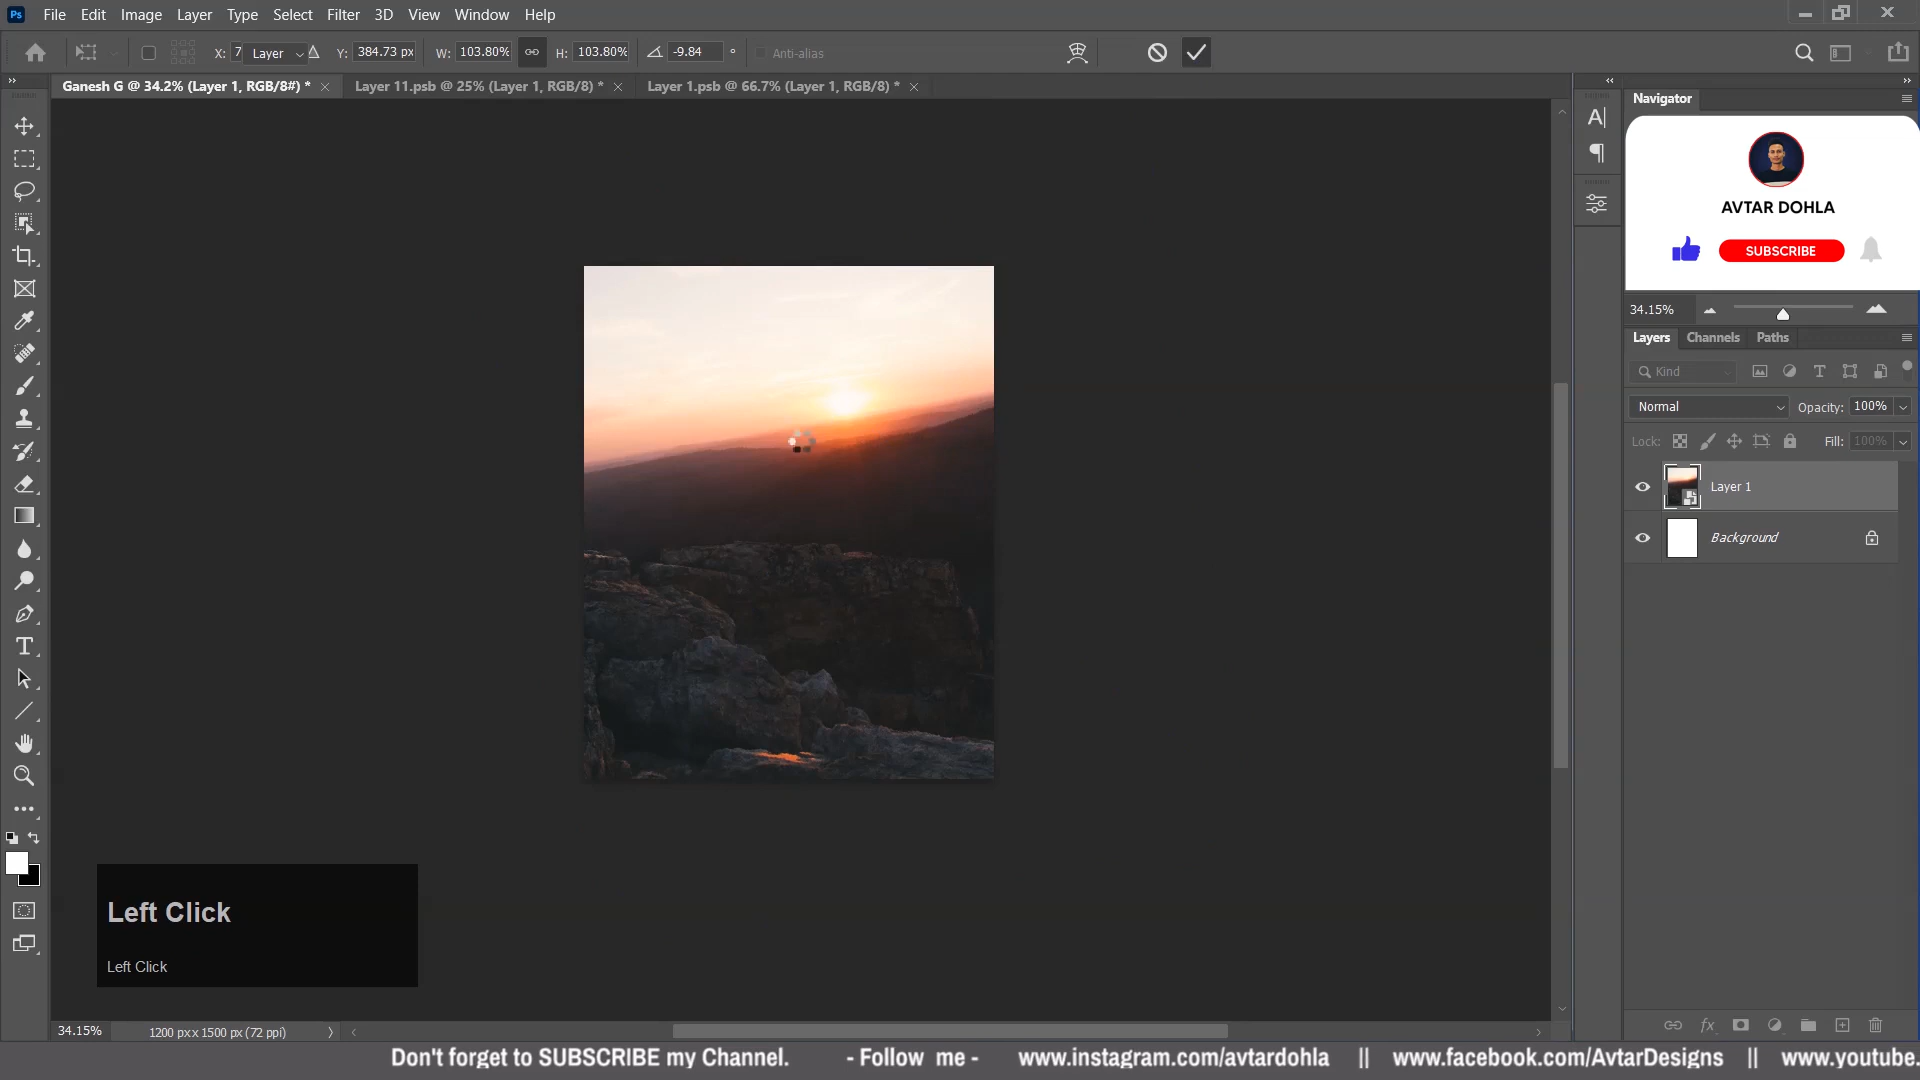 File Edit Image Layer Type Select Filter 3D View Window Help
X: 7 Layer Y: 384.73 px W: 103.80% H: 103.80% -9.84 ° Anti-alias
Ganesh G @ 34.2% (Layer 1, RGB/8#) * Layer 11.psb @ 25% (Layer 1, RGB/8) * Layer 1.psb @ 66.7% (Layer 1, RGB/8) *
Navigator
AVTAR DOHLA
SUBSCRIBE
34.15%
Layers Channels Paths
Kind
Normal Opacity: 100%
Lock: Fill: 100%
Layer 1
Background
Left Click
Left Click
34.15% 1200 px x 1500 px (72 ppi)
Don't forget to SUBSCRIBE my Channel. - Follow me - www.instagram.com/avtardohla || www.facebook.com/AvtarDesigns || www.youtube.